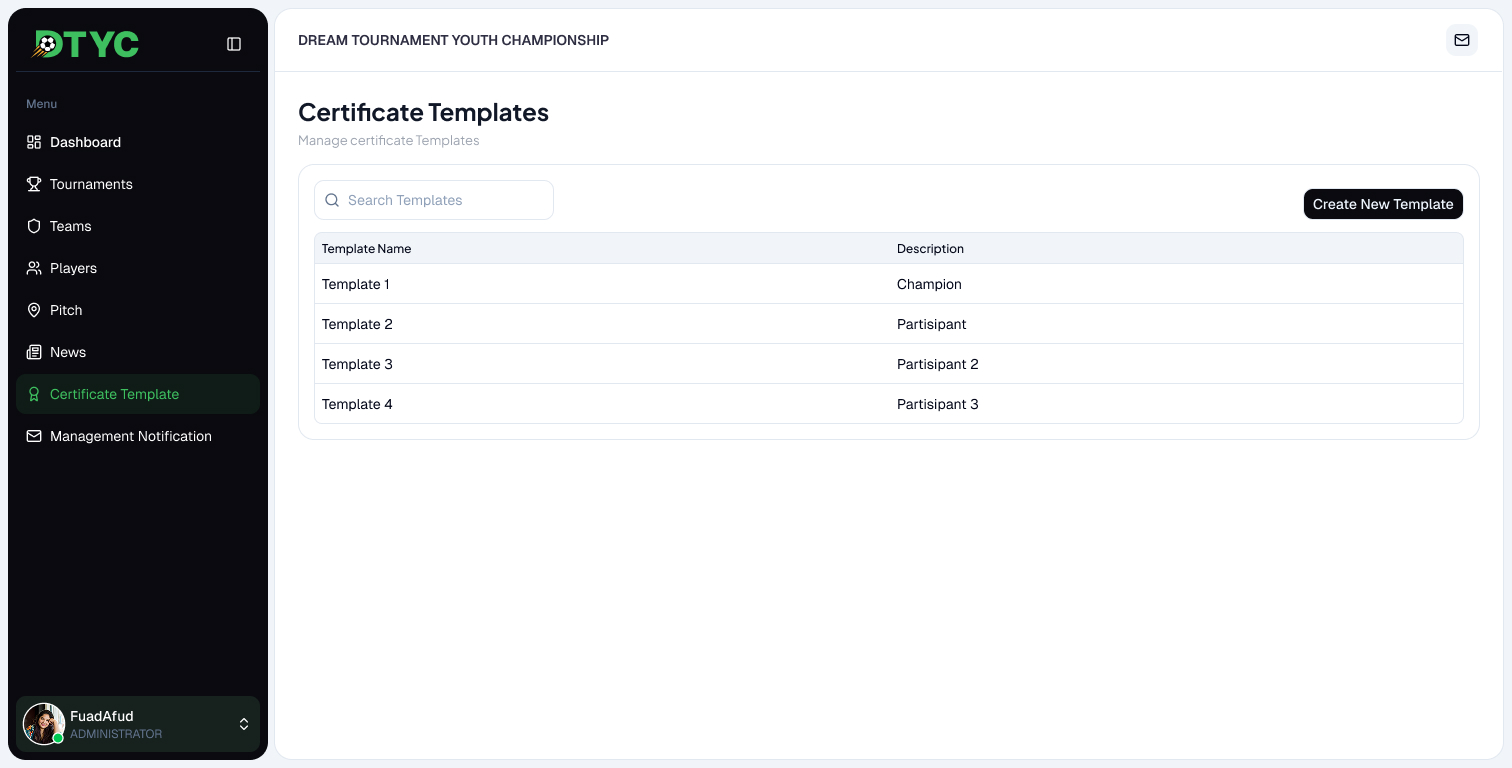 DTYC
DREAM TOURNAMENT YOUTH CHAMPIONSHIP
Menu
Dashboard
Tournaments
Teams
Players
Pitch
News
Certificate Template
Management Notification
FuadAfud
ADMINISTRATOR
Certificate Templates
Manage certificate Templates
Search Templates
Create New Template
Template Name Description
Template 1 Champion
Template 2 Partisipant
Template 3 Partisipant 2
Template 4 Partisipant 3